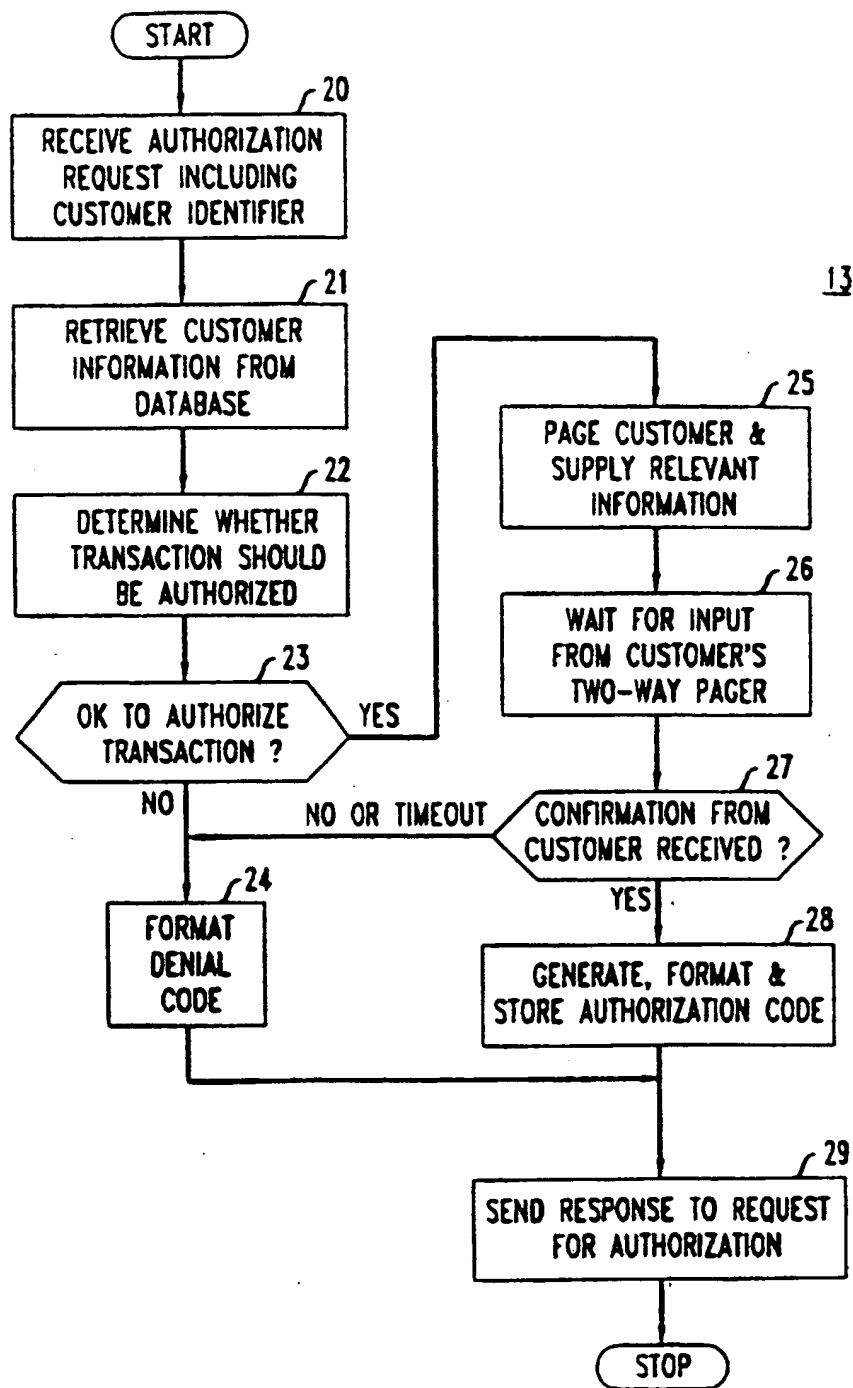 START
20
RECEIVE AUTHORIZATION
REQUEST INCLUDING
CUSTOMER IDENTIFIER
21
RETRIEVE CUSTOMER
INFORMATION FROM
DATABASE
22
DETERMINE WHETHER
TRANSACTION SHOULD
BE AUTHORIZED
23
OK TO AUTHORIZE
TRANSACTION ?
YES
NO
24
FORMAT
DENIAL
CODE
13
25
PAGE CUSTOMER &
SUPPLY RELEVANT
INFORMATION
26
WAIT FOR INPUT
FROM CUSTOMER'S
TWO-WAY PAGER
27
CONFIRMATION FROM
CUSTOMER RECEIVED ?
NO OR TIMEOUT
YES
28
GENERATE, FORMAT &
STORE AUTHORIZATION CODE
29
SEND RESPONSE TO REQUEST
FOR AUTHORIZATION
STOP